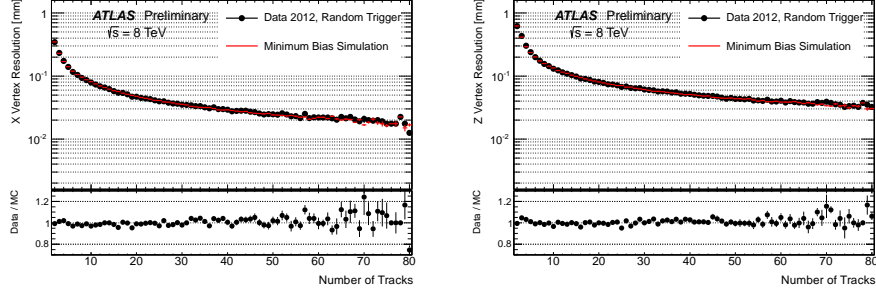 X Vertex Resolution [mm]
1
10⁻¹
10⁻²
ATLAS Preliminary
√s = 8 TeV
Data 2012, Random Trigger
Minimum Bias Simulation
Data / MC
1.2
1
0.8
10 20 30 40 50 60 70 80
Number of Tracks
Z Vertex Resolution [mm]
1
10⁻¹
10⁻²
ATLAS Preliminary
√s = 8 TeV
Data 2012, Random Trigger
Minimum Bias Simulation
Data / MC
1.2
1
0.8
10 20 30 40 50 60 70 80
Number of Tracks